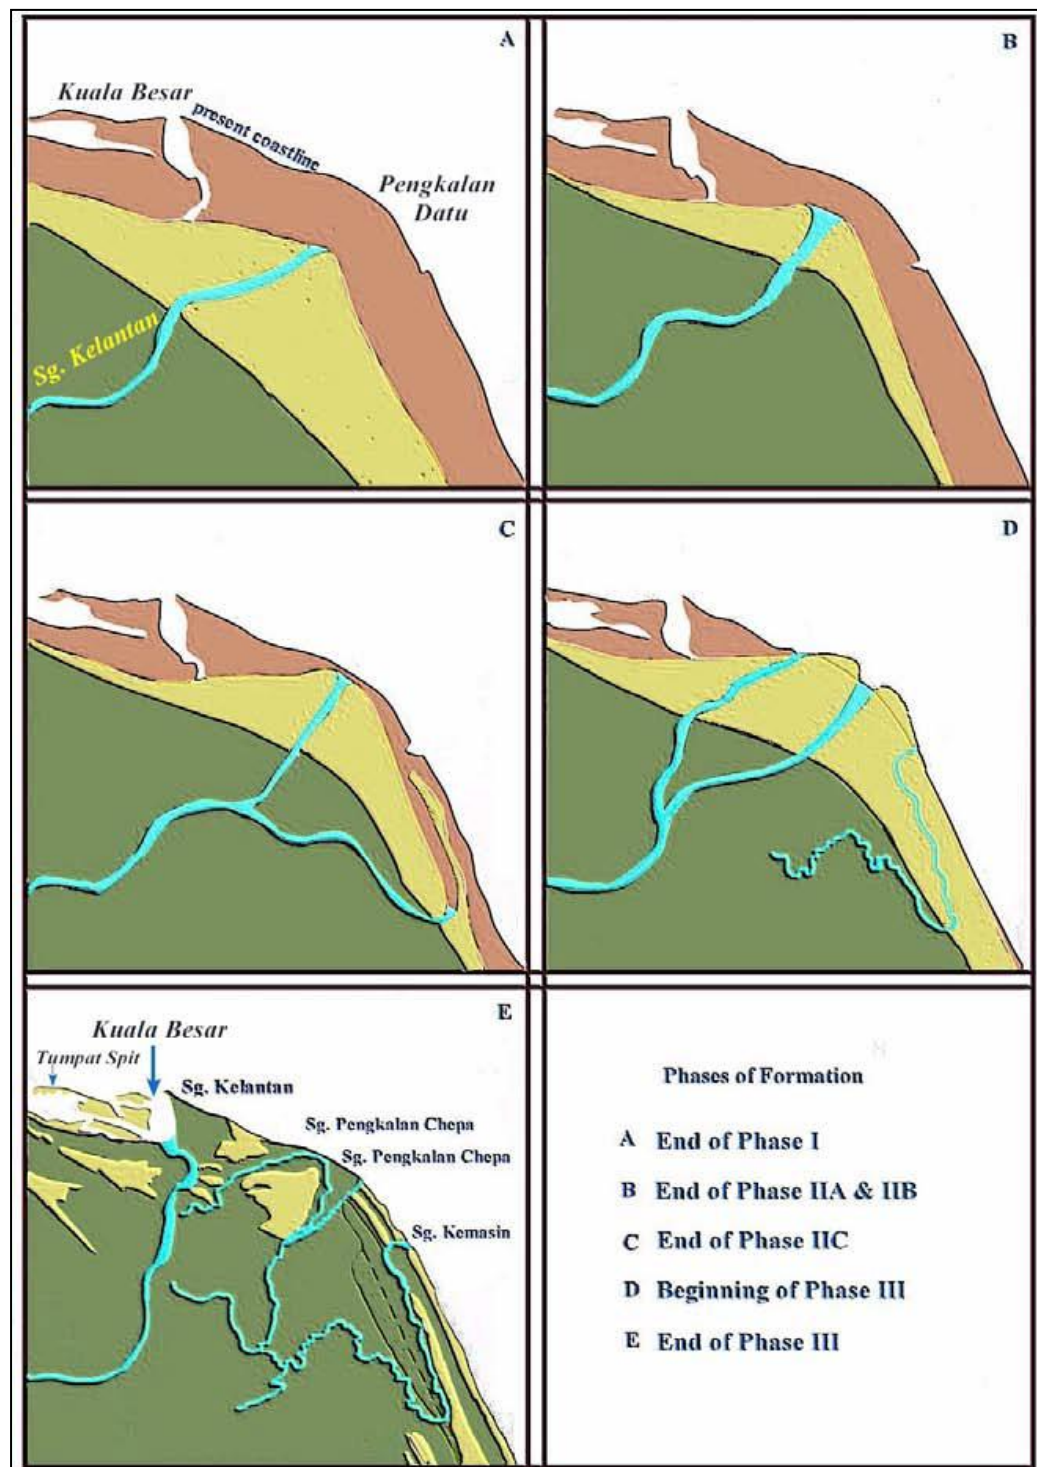 A
Kuala Besar
present coastline
Pengkalan
Datu
Sg. Kelantan
B
C
D
E
Kuala Besar
Tumpat Spit
Sg. Kelantan
Sg. Pengkalan Chepa
Sg. Pengkalan Chepa
Sg. Kemasin
Phases of Formation
A End of Phase I
B End of Phase IIA & IIB
C End of Phase IIC
D Beginning of Phase III
E End of Phase III